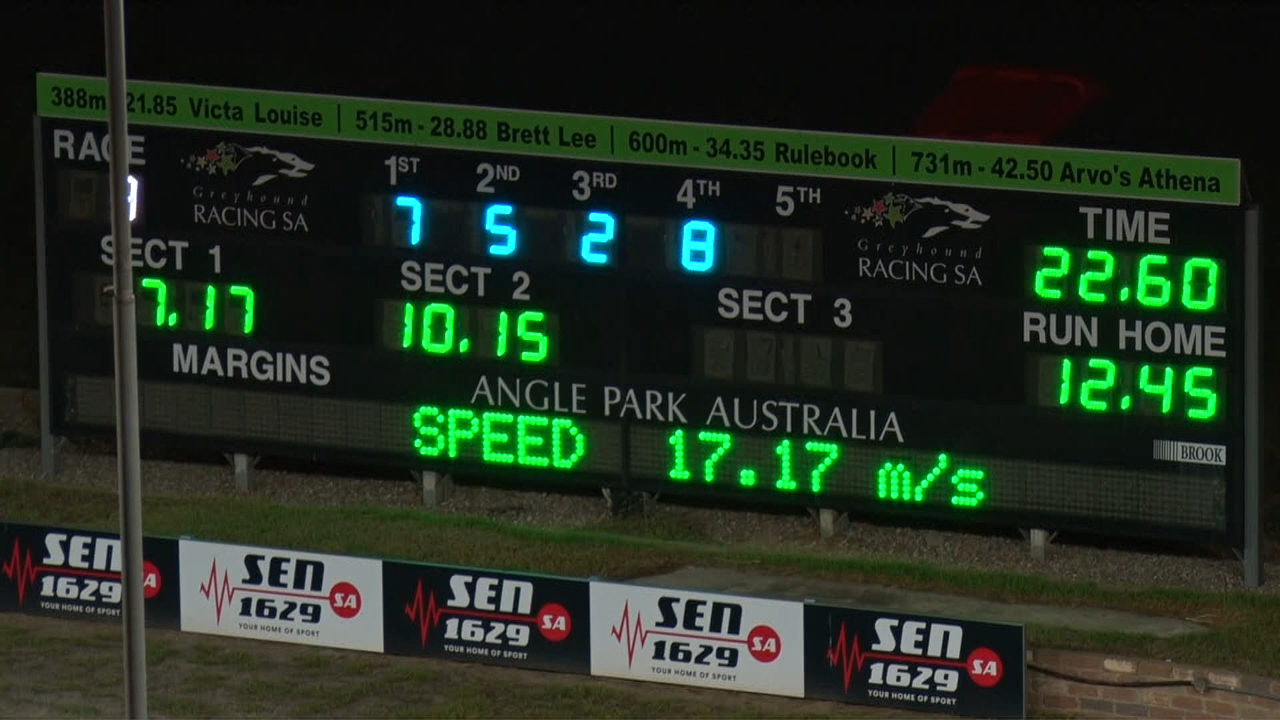 388m 21.85 Victa Louise | 515m - 28.88 Brett Lee | 600m - 34.35 Rulebook | 731m - 42.50 Arvo's Athena
RACE
Greyhound
RACING SA
1ST 2ND 3RD 4TH 5TH
7 5 2 8
Greyhound
RACING SA
TIME
22.60
SECT 1
7.17
SECT 2
10.15
SECT 3
RUN HOME
12.45
MARGINS
ANGLE PARK AUSTRALIA
SPEED 17.17 m/s
BROOK
SEN
1629
YOUR HOME OF SPORT
SEN
1629 SA
YOUR HOME OF SPORT
SEN
1629 SA
YOUR HOME OF SPORT
SEN
1629 SA
YOUR HOME OF SPORT
SEN
1629 SA
YOUR HOME OF SPORT